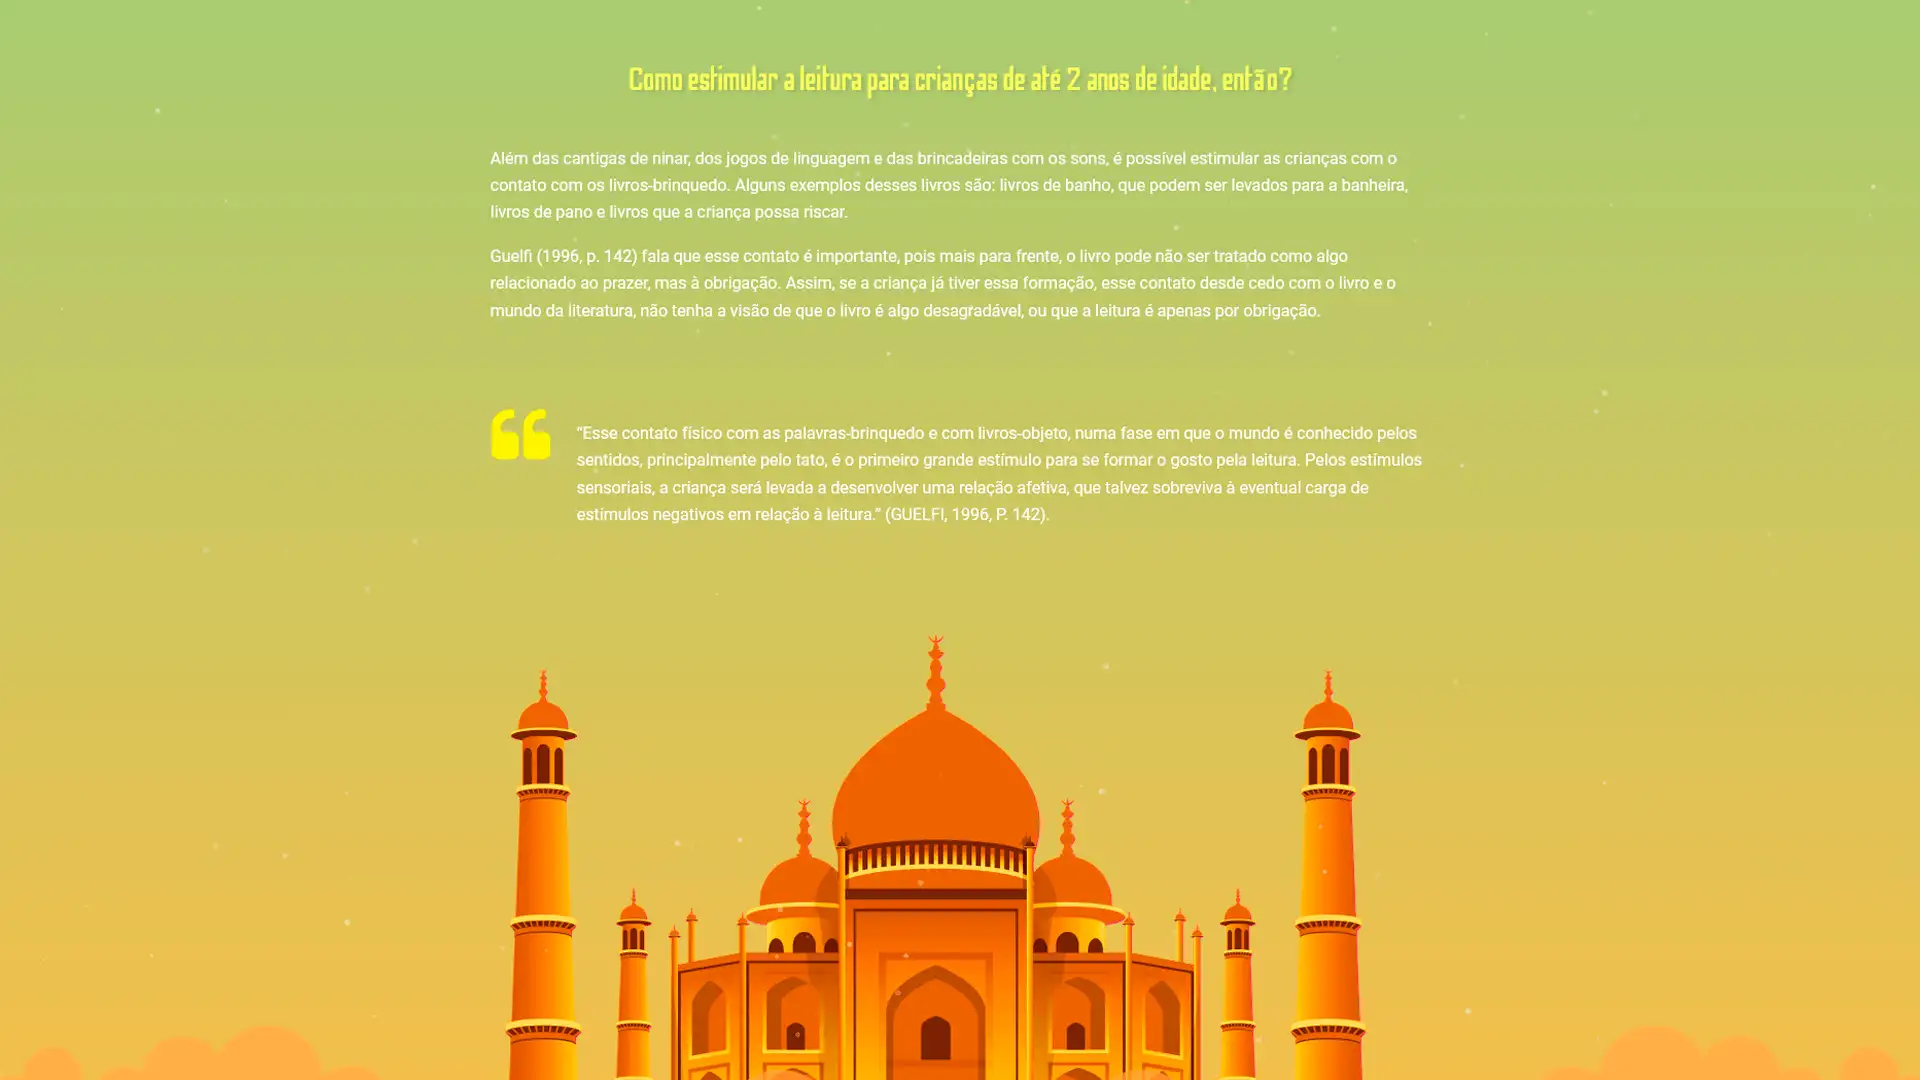 Como estimular a leitura para crianças de até 2 anos de idade, então?
Além das cantigas de ninar, dos jogos de linguagem e das brincadeiras com os sons, é possível estimular as crianças com o
contato com os livros-brinquedo. Alguns exemplos desses livros são: livros de banho, que podem ser levados para a banheira,
livros de pano e livros que a criança possa riscar.
Guelfi (1996, p. 142) fala que esse contato é importante, pois mais para frente, o livro pode não ser tratado como algo
relacionado ao prazer, mas à obrigação. Assim, se a criança já tiver essa formação, esse contato desde cedo com o livro e o
mundo da literatura, não tenha a visão de que o livro é algo desagradável, ou que a leitura é apenas por obrigação.
“Esse contato físico com as palavras-brinquedo e com livros-objeto, numa fase em que o mundo é conhecido pelos
sentidos, principalmente pelo tato, é o primeiro grande estímulo para se formar o gosto pela leitura. Pelos estímulos
sensoriais, a criança será levada a desenvolver uma relação afetiva, que talvez sobreviva à eventual carga de
estímulos negativos em relação à leitura.” (GUELFI, 1996, P. 142).